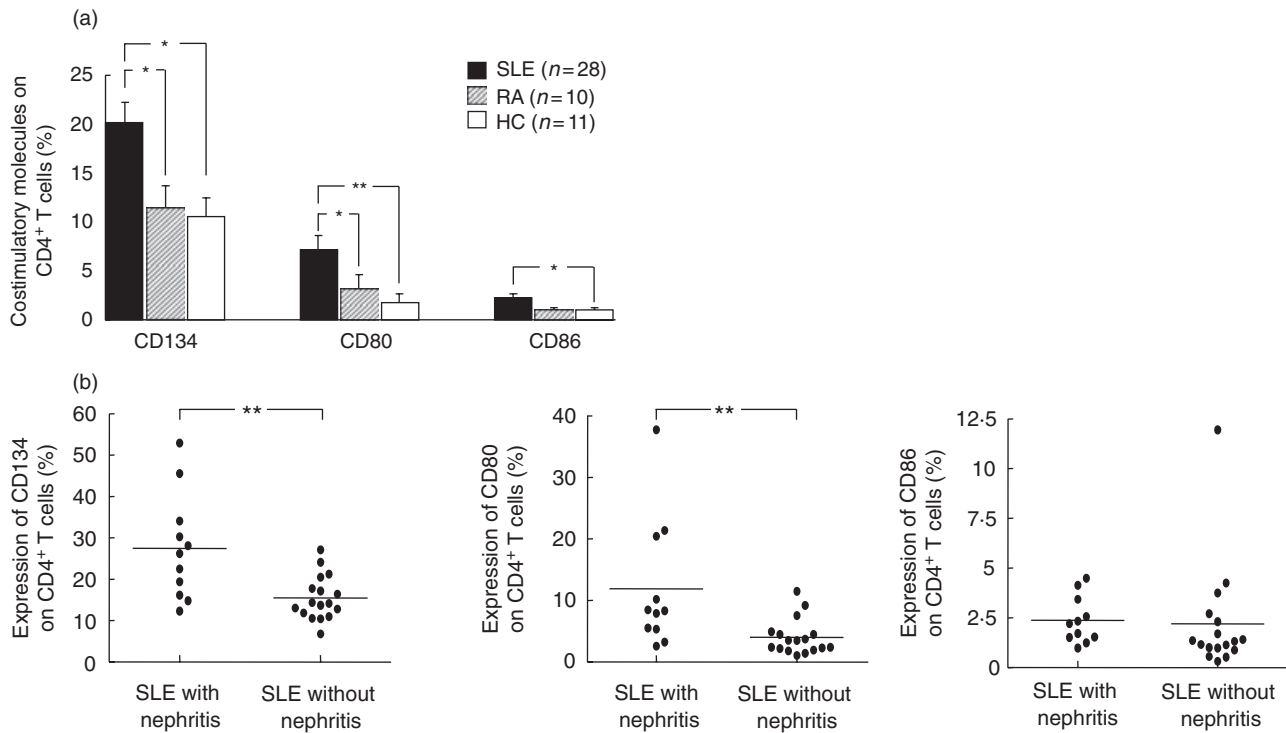 (a)
*
*
SLE (n=28)
RA (n=10)
HC (n=11)
**
*
*
Costimulatory molecules on
CD4+ T cells (%)
25
20
15
10
5
0
CD134
CD80
CD86
(b)
**
Expression of CD134
on CD4+ T cells (%)
60
50
40
30
20
10
0
SLE with
nephritis
SLE without
nephritis
**
Expression of CD80
on CD4+ T cells (%)
40
30
20
10
0
SLE with
nephritis
SLE without
nephritis
Expression of CD86
on CD4+ T cells (%)
12·5
10
7·5
5
2·5
0
SLE with
nephritis
SLE without
nephritis